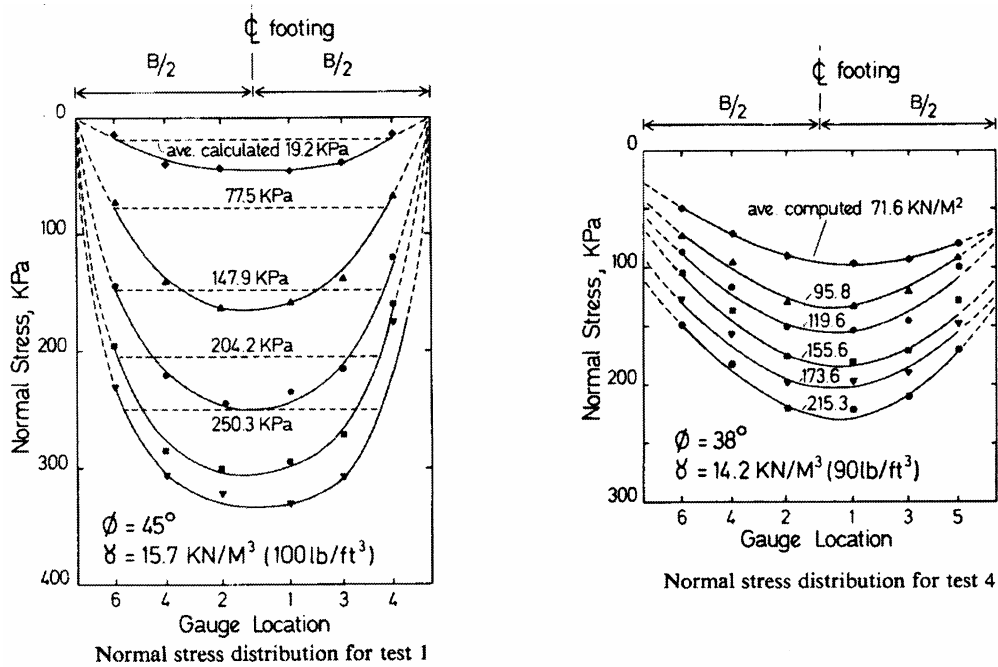 ℄ footing
B/2 B/2
0
100
200
300
400
Normal Stress, KPa
ave. calculated 19.2 KPa
77.5 KPa
147.9 KPa
204.2 KPa
250.3 KPa
ϕ = 45°
γ = 15.7 KN/M³ (100 lb/ft³)
6 4 2 1 3 4
Gauge Location
Normal stress distribution for test 1
℄ footing
B/2 B/2
0
100
200
300
Normal Stress, KPa
ave. computed 71.6 KN/M²
95.8
119.6
155.6
173.6
215.3
ϕ = 38°
γ = 14.2 KN/M³ (90 lb/ft³)
6 4 2 1 3 5
Gauge Location
Normal stress distribution for test 4